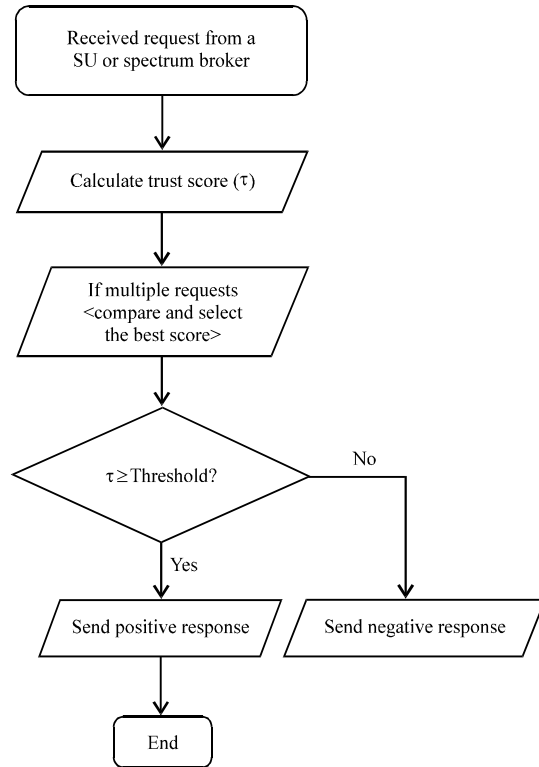 Received request from a
SU or spectrum broker
Calculate trust score (τ)
If multiple requests
<compare and select
the best score>
τ≥Threshold?
No
Yes
Send positive response
Send negative response
End